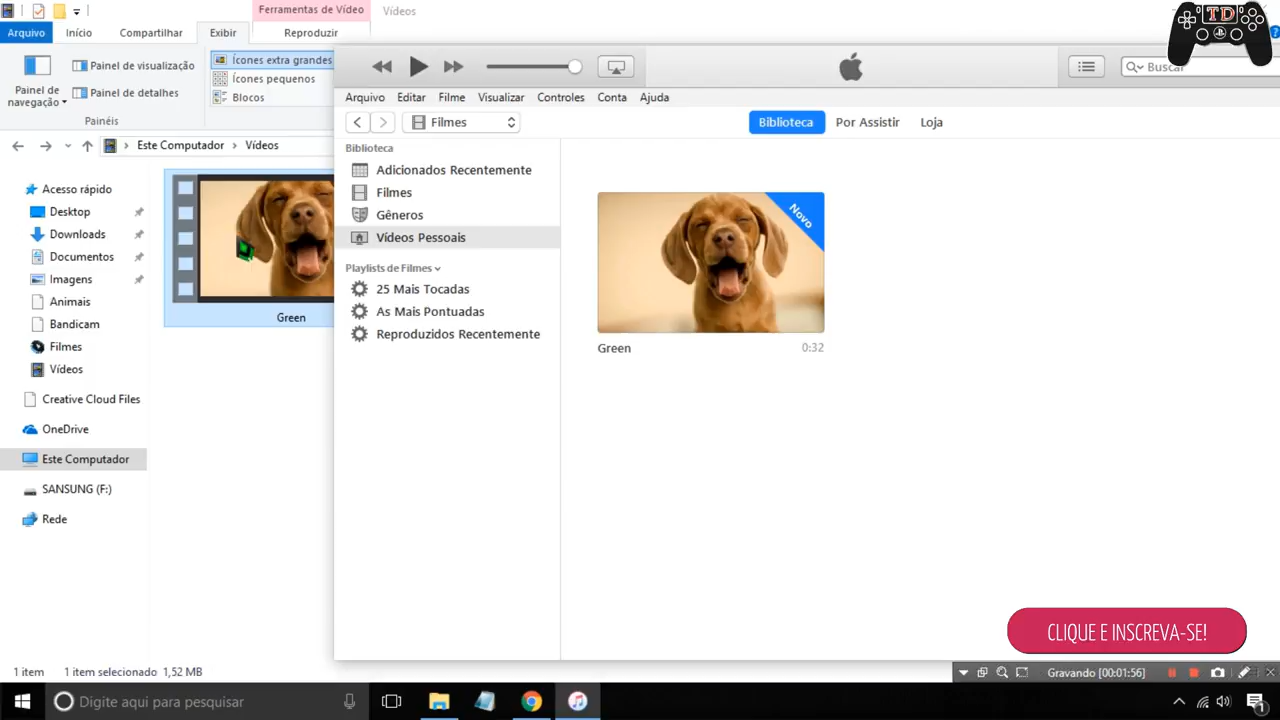 Ferramentas de Vídeo
Vídeos
TD
Arquivo
Início
Compartilhar
Exibir
Reproduzir
Painel de navegação
Painel de visualização
Painel de detalhes
Painéis
Ícones extra grandes
Ícones pequenos
Blocos
Este Computador
Vídeos
Acesso rápido
Desktop
Downloads
Documentos
Imagens
Animais
Bandicam
Filmes
Vídeos
Creative Cloud Files
OneDrive
Este Computador
SANSUNG (F:)
Rede
Green
1 item
1 item selecionado 1,52 MB
Buscar
Arquivo Editar Filme Visualizar Controles Conta Ajuda
Filmes
Biblioteca
Por Assistir
Loja
Biblioteca
Adicionados Recentemente
Filmes
Gêneros
Vídeos Pessoais
Playlists de Filmes
25 Mais Tocadas
As Mais Pontuadas
Reproduzidos Recentemente
Novo
Green
0:32
CLIQUE E INSCREVA-SE!
Gravando [00:01:56]
Digite aqui para pesquisar
1